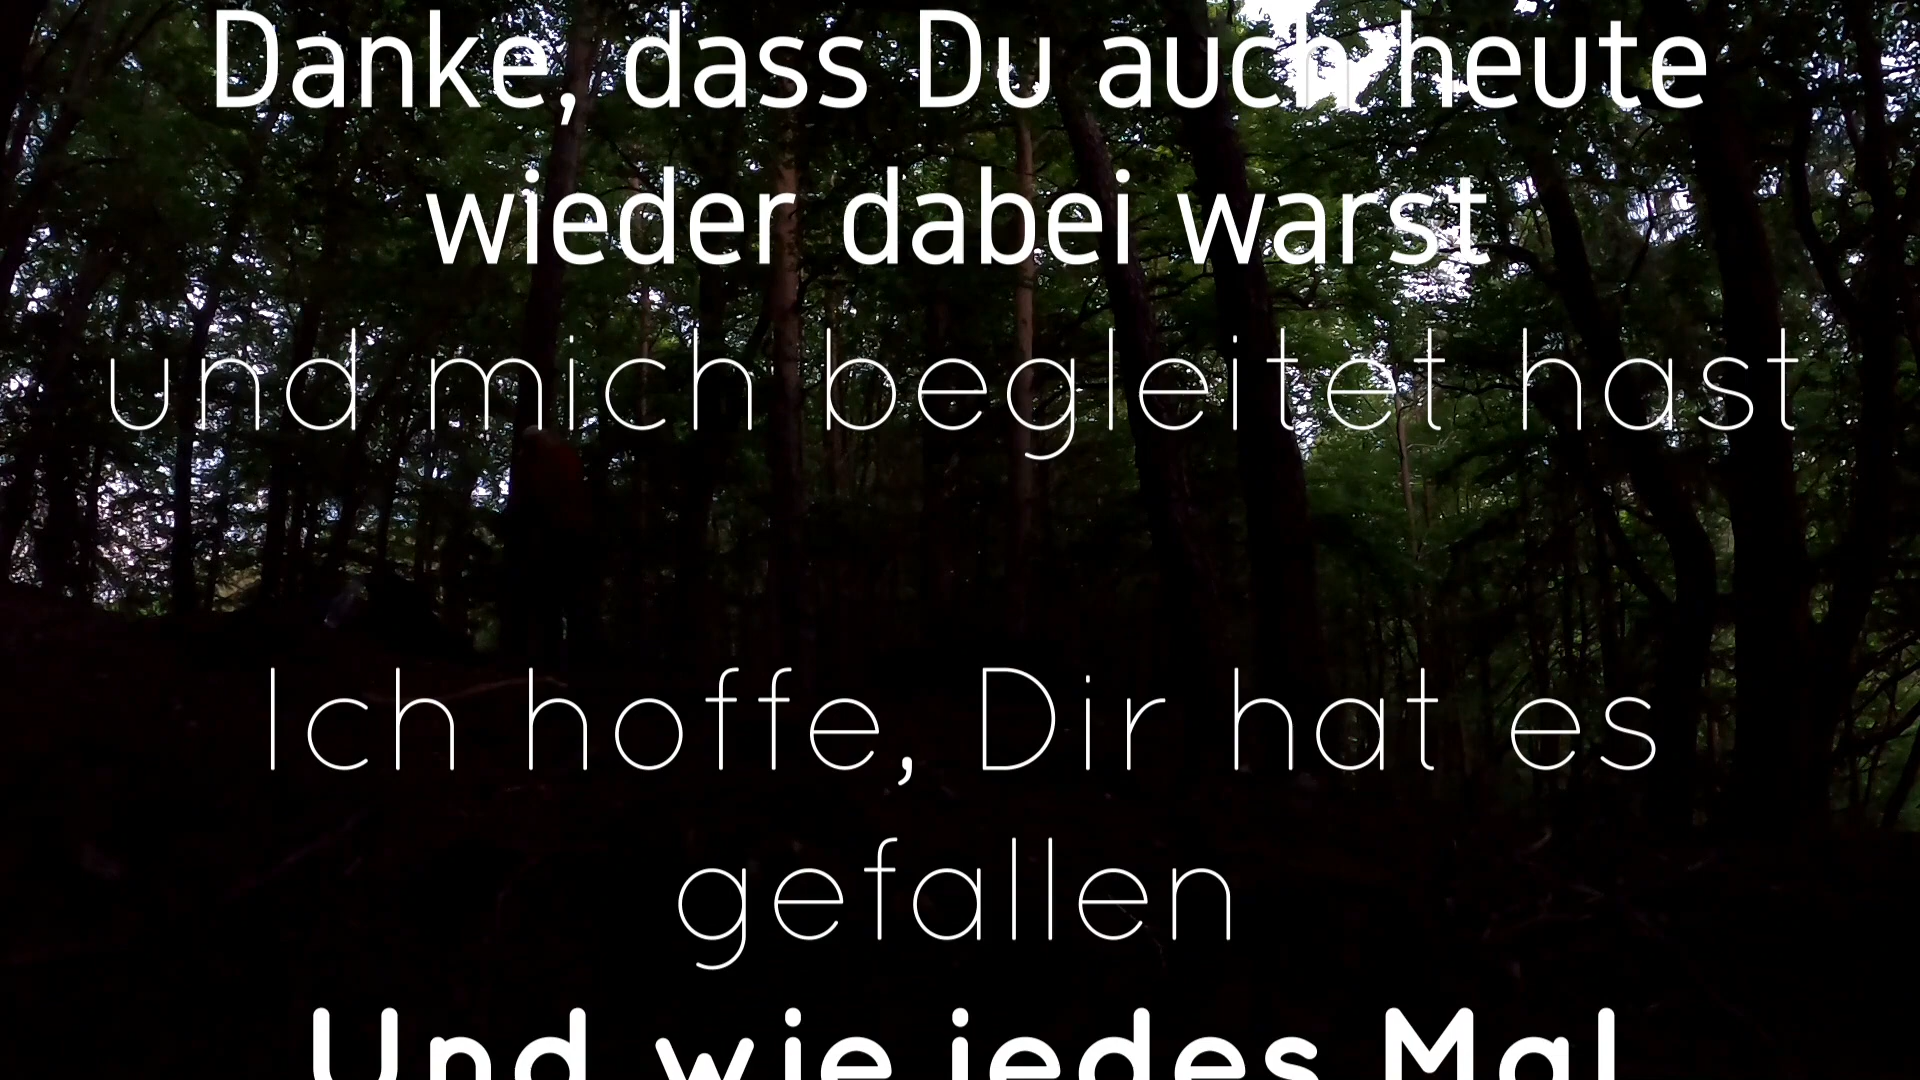 Danke, dass Du auch heute
wieder dabei warst
und mich begleitet hast
Ich hoffe, Dir hat es
gefallen
Und wie jedes Mal